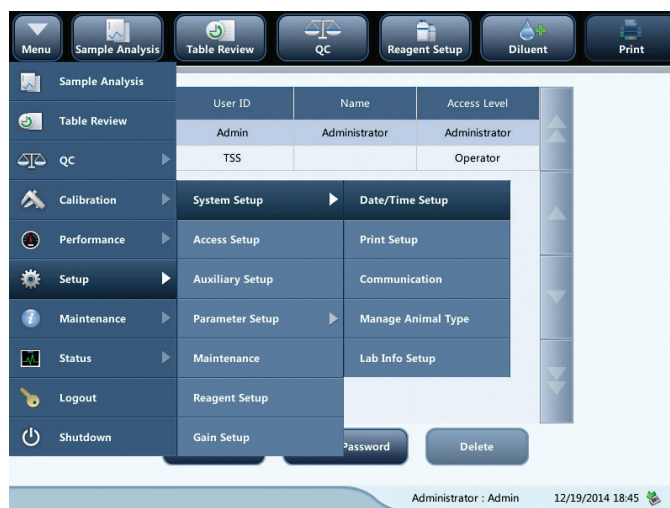 Menu
Sample Analysis
Table Review
QC
Reagent Setup
Diluent
Print
Sample Analysis
Table Review
QC
Calibration
Performance
Setup
Maintenance
Status
Logout
Shutdown
User ID Name Access Level
Admin Administrator Administrator
TSS Operator
System Setup
Access Setup
Auxiliary Setup
Parameter Setup
Maintenance
Reagent Setup
Gain Setup
Date/Time Setup
Print Setup
Communication
Manage Animal Type
Lab Info Setup
Password
Delete
Administrator : Admin 12/19/2014 18:45